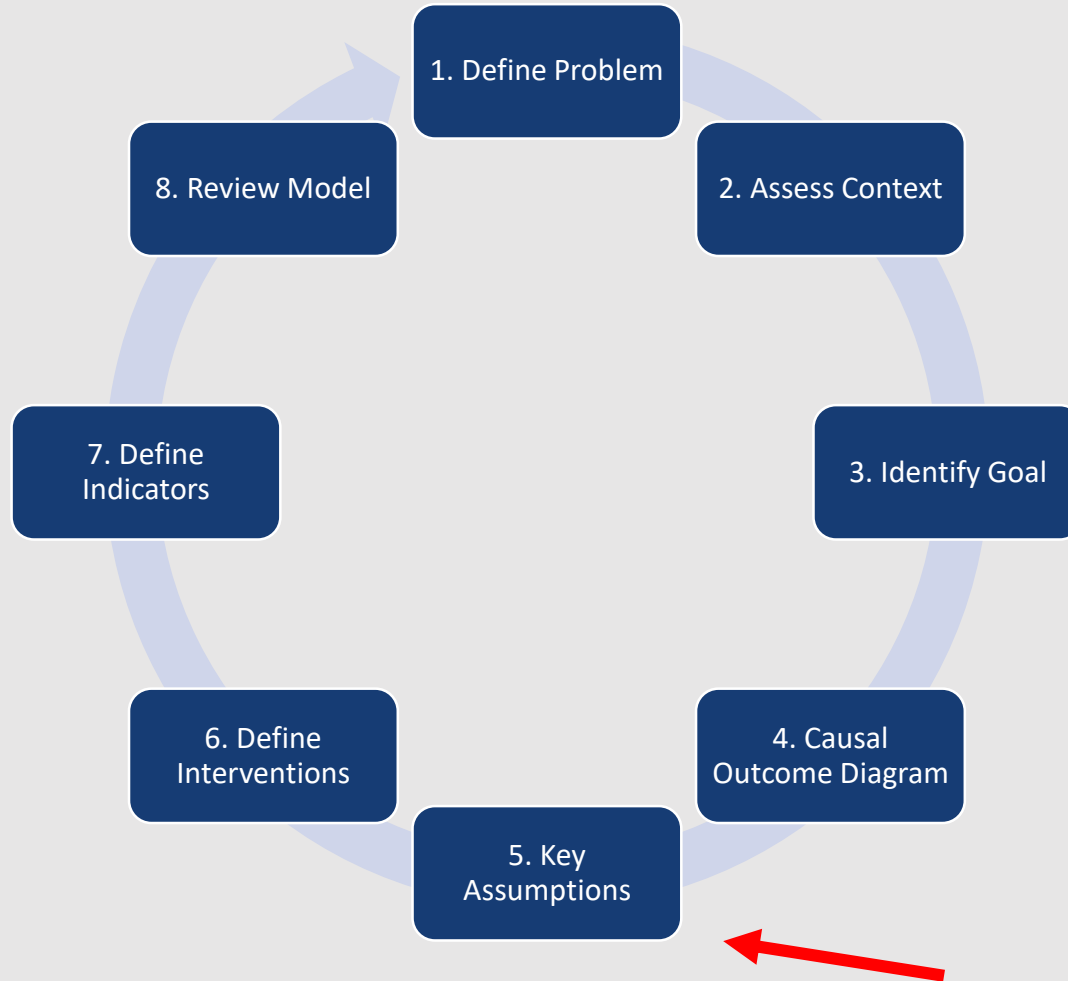 1. Define Problem
2. Assess Context
3. Identify Goal
4. Causal
Outcome Diagram
5. Key
Assumptions
6. Define
Interventions
7. Define
Indicators
8. Review Model